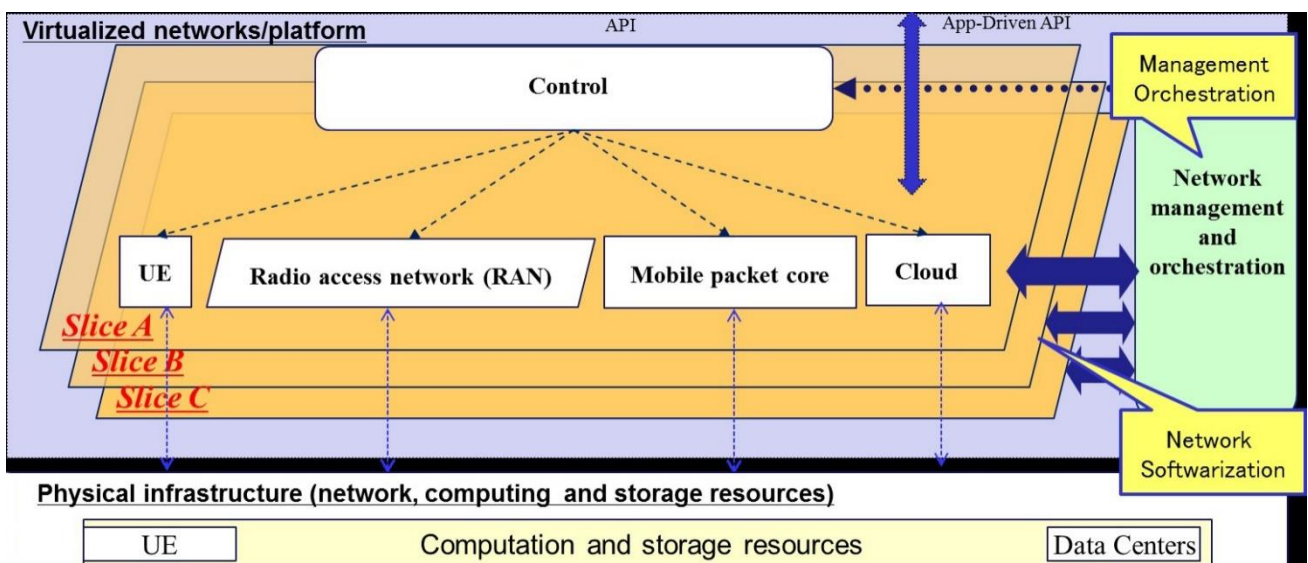 Virtualized networks/platform
API
App-Driven API
Management
Orchestration
Control
Network
management
and
orchestration
UE
Radio access network (RAN)
Mobile packet core
Cloud
Slice A
Slice B
Slice C
Network
Softwarization
Physical infrastructure (network, computing and storage resources)
UE
Computation and storage resources
Data Centers